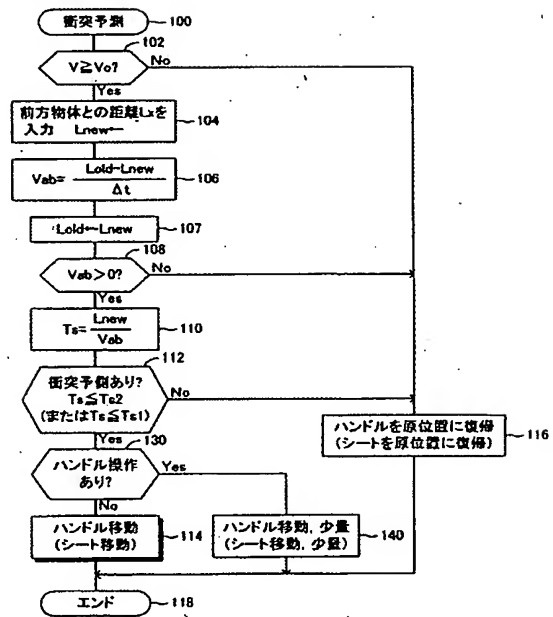 衝突予測
100
102
V≧Vo?
No
Yes
前方物体との距離Lxを
入力 Lnew←
104
Vab=
Lold-Lnew
Δt
106
Lold←Lnew
107
108
Vab>0?
No
Yes
Ts=
Lnew
Vab
110
112
衝突予側あり?
Ts≦Ts2
(またはTs≦Ts1)
No
Yes
130
ハンドル操作
あり?
Yes
No
ハンドルを原位置に復帰
(シートを原位置に復帰)
116
ハンドル移動
(シート移動)
114
ハンドル移動,少量
(シート移動,少量)
140
エンド
118